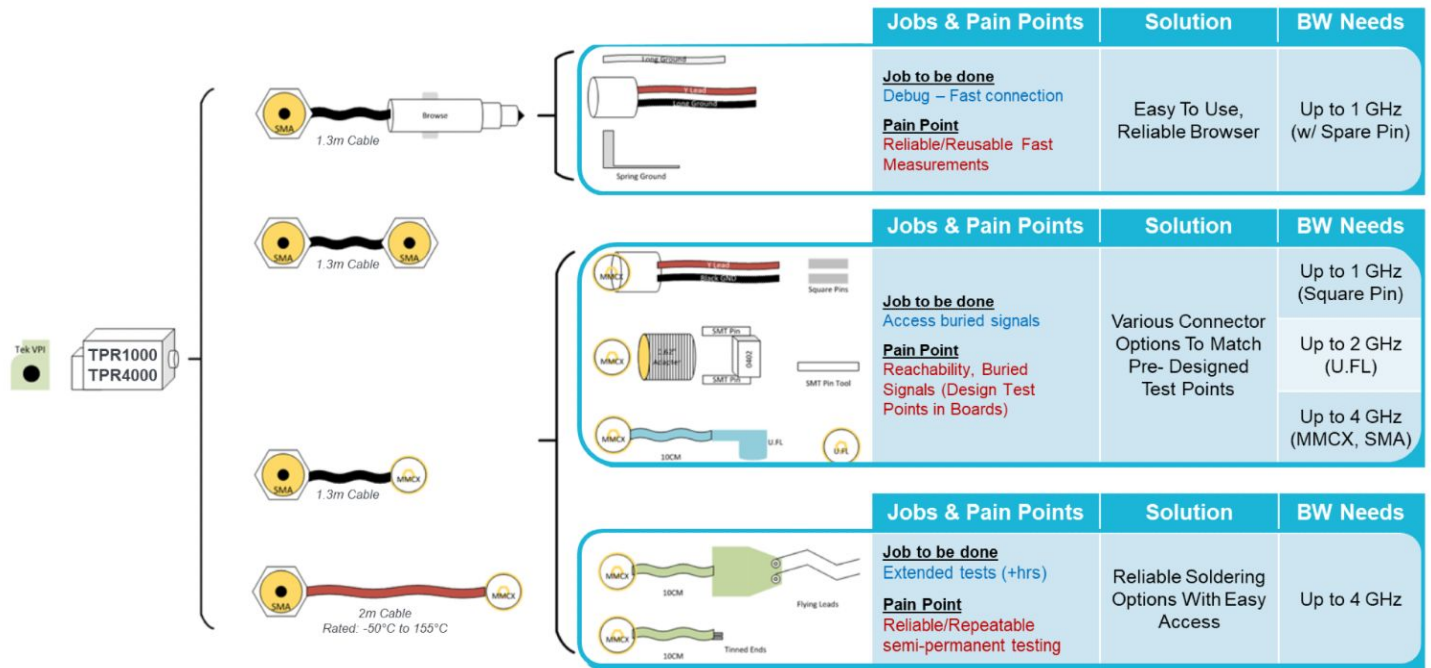 Tek VPI
TPR1000
TPR4000
SMA
1.3m Cable
Browse
SMA
SMA
1.3m Cable
SMA
MMCX
1.3m Cable
SMA
MMCX
2m Cable
Rated: -50°C to 155°C
Long Ground
Y Lead
Long Ground
Spring Ground
Jobs & Pain Points
Solution
BW Needs
Job to be done
Debug – Fast connection
Pain Point
Reliable/Reusable Fast
Measurements
Easy To Use,
Reliable Browser
Up to 1 GHz
(w/ Spare Pin)
MMCX
Y Lead
Black GND
Square Pins
MMCX
Adapter
SMT Pin
0402
SMT Pin
SMT Pin Tool
MMCX
10CM
U.FL
U.FL
Jobs & Pain Points
Solution
BW Needs
Job to be done
Access buried signals
Pain Point
Reachability, Buried
Signals (Design Test
Points in Boards)
Various Connector
Options To Match
Pre- Designed
Test Points
Up to 1 GHz
(Square Pin)
Up to 2 GHz
(U.FL)
Up to 4 GHz
(MMCX, SMA)
MMCX
10CM
Flying Leads
MMCX
10CM
Tinned Ends
Jobs & Pain Points
Solution
BW Needs
Job to be done
Extended tests (+hrs)
Pain Point
Reliable/Repeatable
semi-permanent testing
Reliable Soldering
Options With Easy
Access
Up to 4 GHz